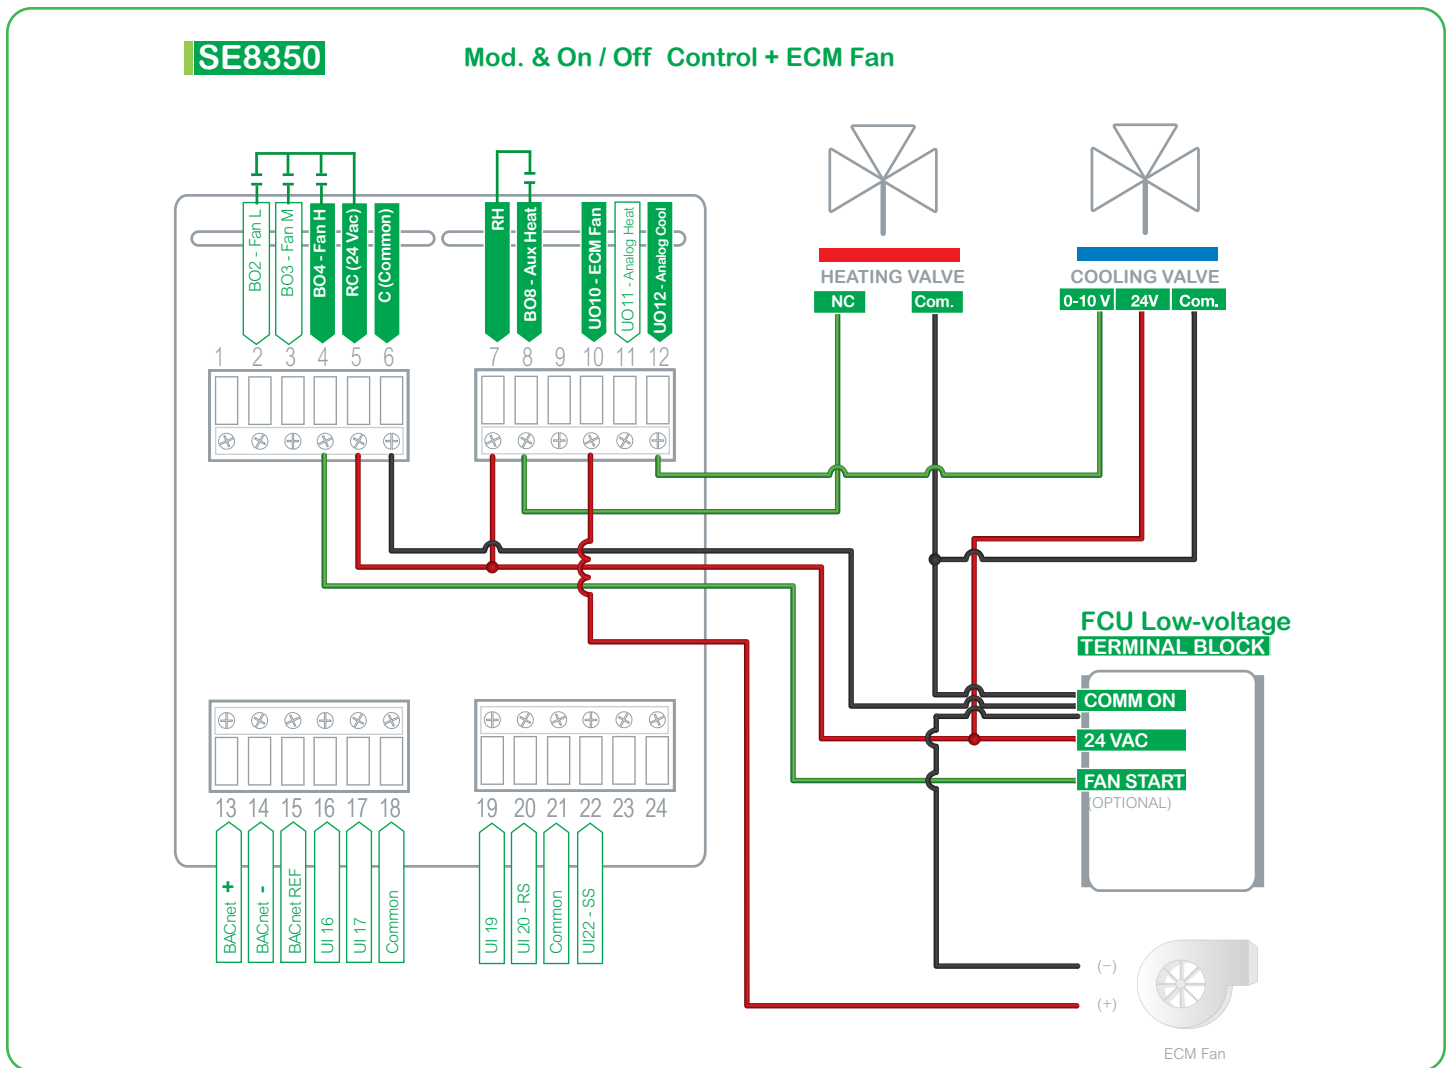 SE8350
Mod. & On / Off Control + ECM Fan
BO2 - Fan L
BO3 - Fan M
BO4 - Fan H
RC (24 Vac)
C (Common)
RH
BO8 - Aux Heat
UO10 - ECM Fan
UO11 - Analog Heat
UO12 - Analog Cool
1 2 3 4 5 6
7 8 9 10 11 12
HEATING VALVE
NC Com.
COOLING VALVE
0-10 V 24V Com.
FCU Low-voltage
TERMINAL BLOCK
COMM ON
24 VAC
FAN START
(OPTIONAL)
13 14 15 16 17 18
19 20 21 22 23 24
BACnet +
BACnet -
BACnet REF
UI 16
UI 17
Common
UI 19
UI 20 - RS
Common
UI22 - SS
(−)
(+)
ECM Fan